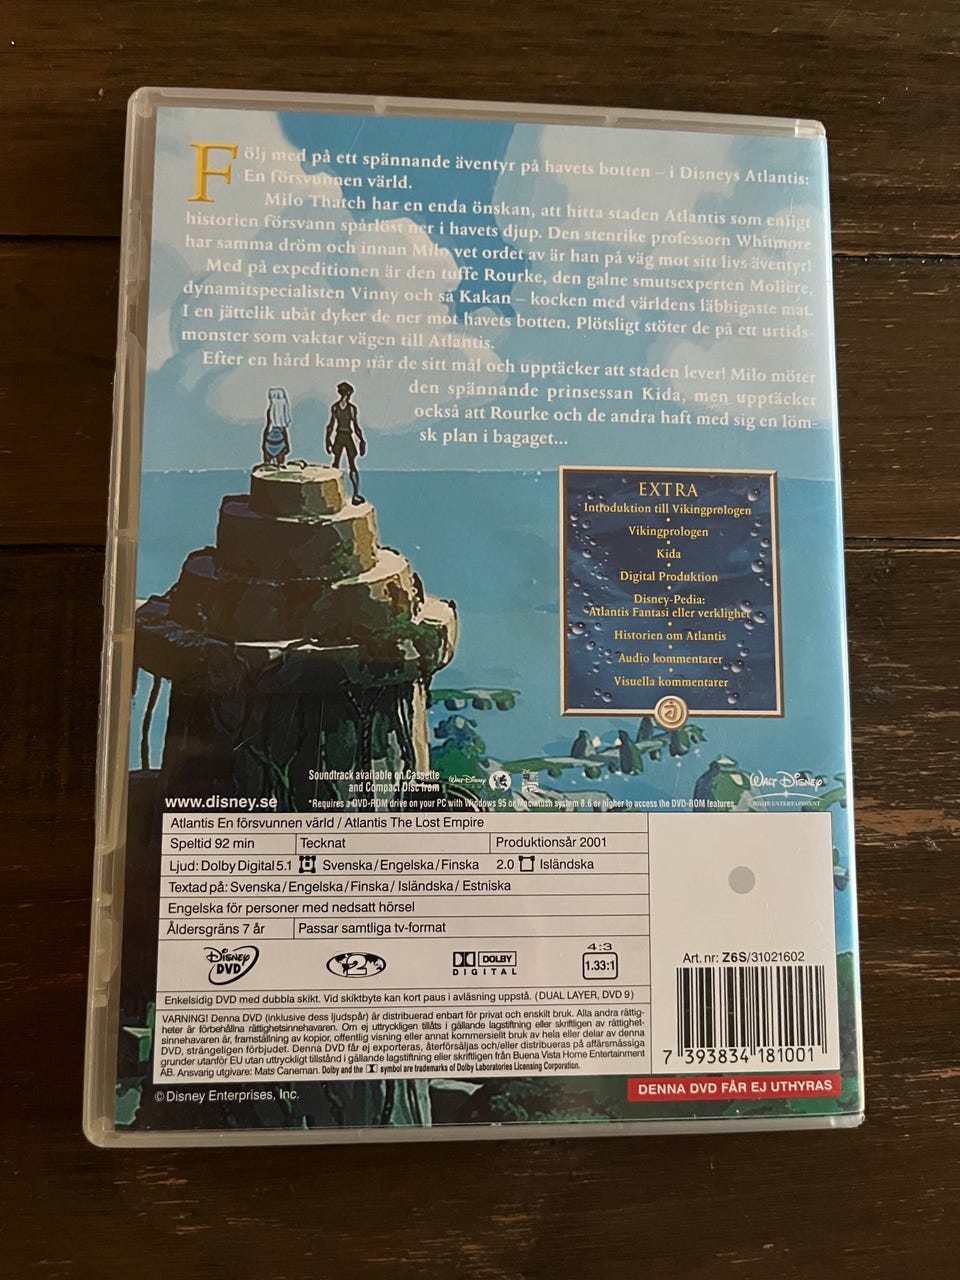 Följ med på ett spännande äventyr på havets botten – i Disneys Atlantis:
En försvunnen värld.
Milo Thatch har en enda önskan, att hitta staden Atlantis som enligt
historien försvann spårlöst ner i havets djup. Den stenrike professorn Whitmore
har samma dröm och innan Milo vet ordet av är han på väg mot sitt livs äventyr!
Med på expeditionen är den tuffe Rourke, den galne smutsexperten Moliere,
dynamitspecialisten Vinny och så Kakan – kocken med världens läbbigaste mat.
I en jättelik ubåt dyker de ner mot havets botten. Plötsligt stöter de på ett urtids-
monster som vaktar vägen till Atlantis.
Efter en hård kamp når de sitt mål och upptäcker att staden lever! Milo möter
den spännande prinsessan Kida, men upptäcker
också att Rourke och de andra haft med sig en löm-
sk plan i bagaget...
EXTRA
Introduktion till Vikingprologen
•
Vikingprologen
•
Kida
•
Digital Produktion
•
Disney-Pedia:
Atlantis Fantasi eller verklighet
•
Historien om Atlantis
•
Audio kommentarer
•
Visuella kommentarer
Soundtrack available on Cassette
and Compact Disc from
Walt Disney
Walt Disney
HOME ENTERTAINMENT
www.disney.se
*Requires a DVD-ROM drive on your PC with Windows 95 or Macintosh system 8.6 or higher to access the DVD-ROM features.
Atlantis En försvunnen värld / Atlantis The Lost Empire
Speltid 92 min Tecknat Produktionsår 2001
Ljud: Dolby Digital 5.1 Svenska/Engelska/Finska 2.0 Isländska
Textad på: Svenska/Engelska/Finska/Isländska/Estniska
Engelska för personer med nedsatt hörsel
Åldersgräns 7 år Passar samtliga tv-format
Disney DVD
2
DOLBY
DIGITAL
4:3
1.33:1
Art. nr: Z6S/31021602
7 393834 181001
Enkelsidig DVD med dubbla skikt. Vid skiktbyte kan kort paus i avläsning uppstå. (DUAL LAYER, DVD 9)
VARNING! Denna DVD (inklusive dess ljudspår) är distribuerad enbart för privat och enskilt bruk. Alla andra rättig-
heter är förbehållna rättighetsinnehavaren. Om ej uttryckligen tillåts i gällande lagstiftning eller skriftligen av rättighet-
sinnehavaren är, framställning av kopior, offentlig visning eller annat kommersiellt bruk av hela eller delar av denna
DVD, strängeligen förbjudet. Denna DVD får ej exporteras, återförsäljas och/eller distribueras på affärsmässiga
grunder utanför EU utan uttryckligt tillstånd i gällande lagstiftning eller skriftligen från Buena Vista Home Entertainment
AB. Ansvarig utgivare: Mats Caneman. Dolby and the symbol are trademarks of Dolby Laboratories Licensing Corporation.
© Disney Enterprises, Inc.
DENNA DVD FÅR EJ UTHYRAS